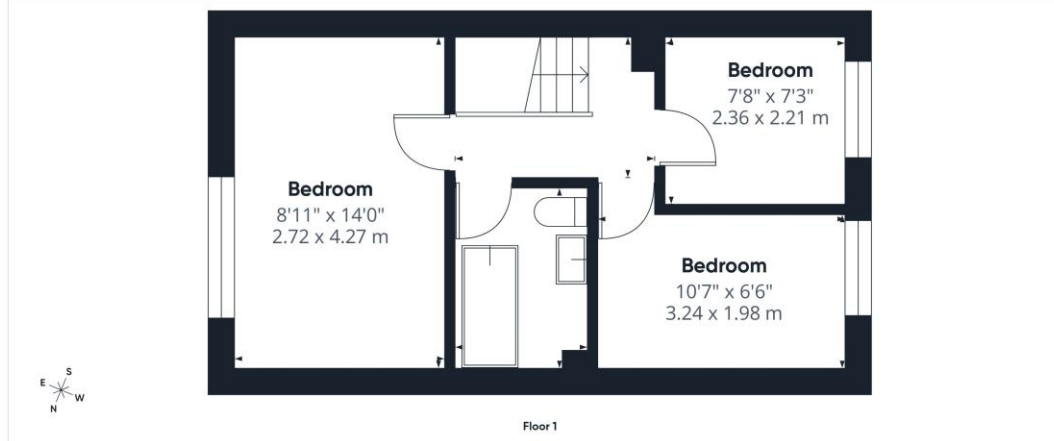 Bedroom
7'8" x 7'3"
2.36 x 2.21 m
Bedroom
8'11" x 14'0"
2.72 x 4.27 m
Bedroom
10'7" x 6'6"
3.24 x 1.98 m
S
E
W
N
Floor 1